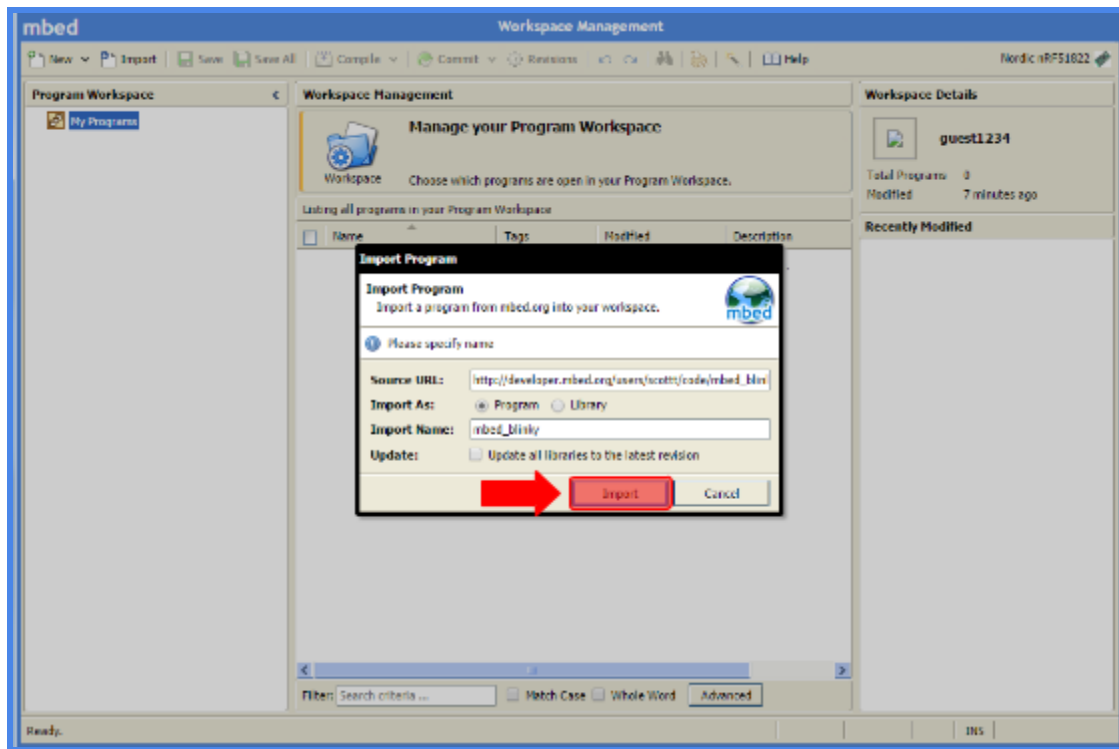 mbed
Workspace Management
New Import Save Save All Compile Commit Revisions Help
Nordic nRF51822
Program Workspace
My Programs
Workspace Management
Manage your Program Workspace
Workspace
Choose which programs are open in your Program Workspace.
Listing all programs in your Program Workspace
Name Tags Modified Description
Import Program
Import Program
Import a program from mbed.org into your workspace.
mbed
Please specify name
Source URL: http://developer.mbed.org/users/scottt/code/mbed_blin
Import As: Program Library
Import Name: mbed_blinky
Update: Update all libraries to the latest revision
Import Cancel
Filter: Search criteria ... Match Case Whole Word Advanced
Workspace Details
guest1234
Total Programs 0
Modified 7 minutes ago
Recently Modified
Ready.
INS